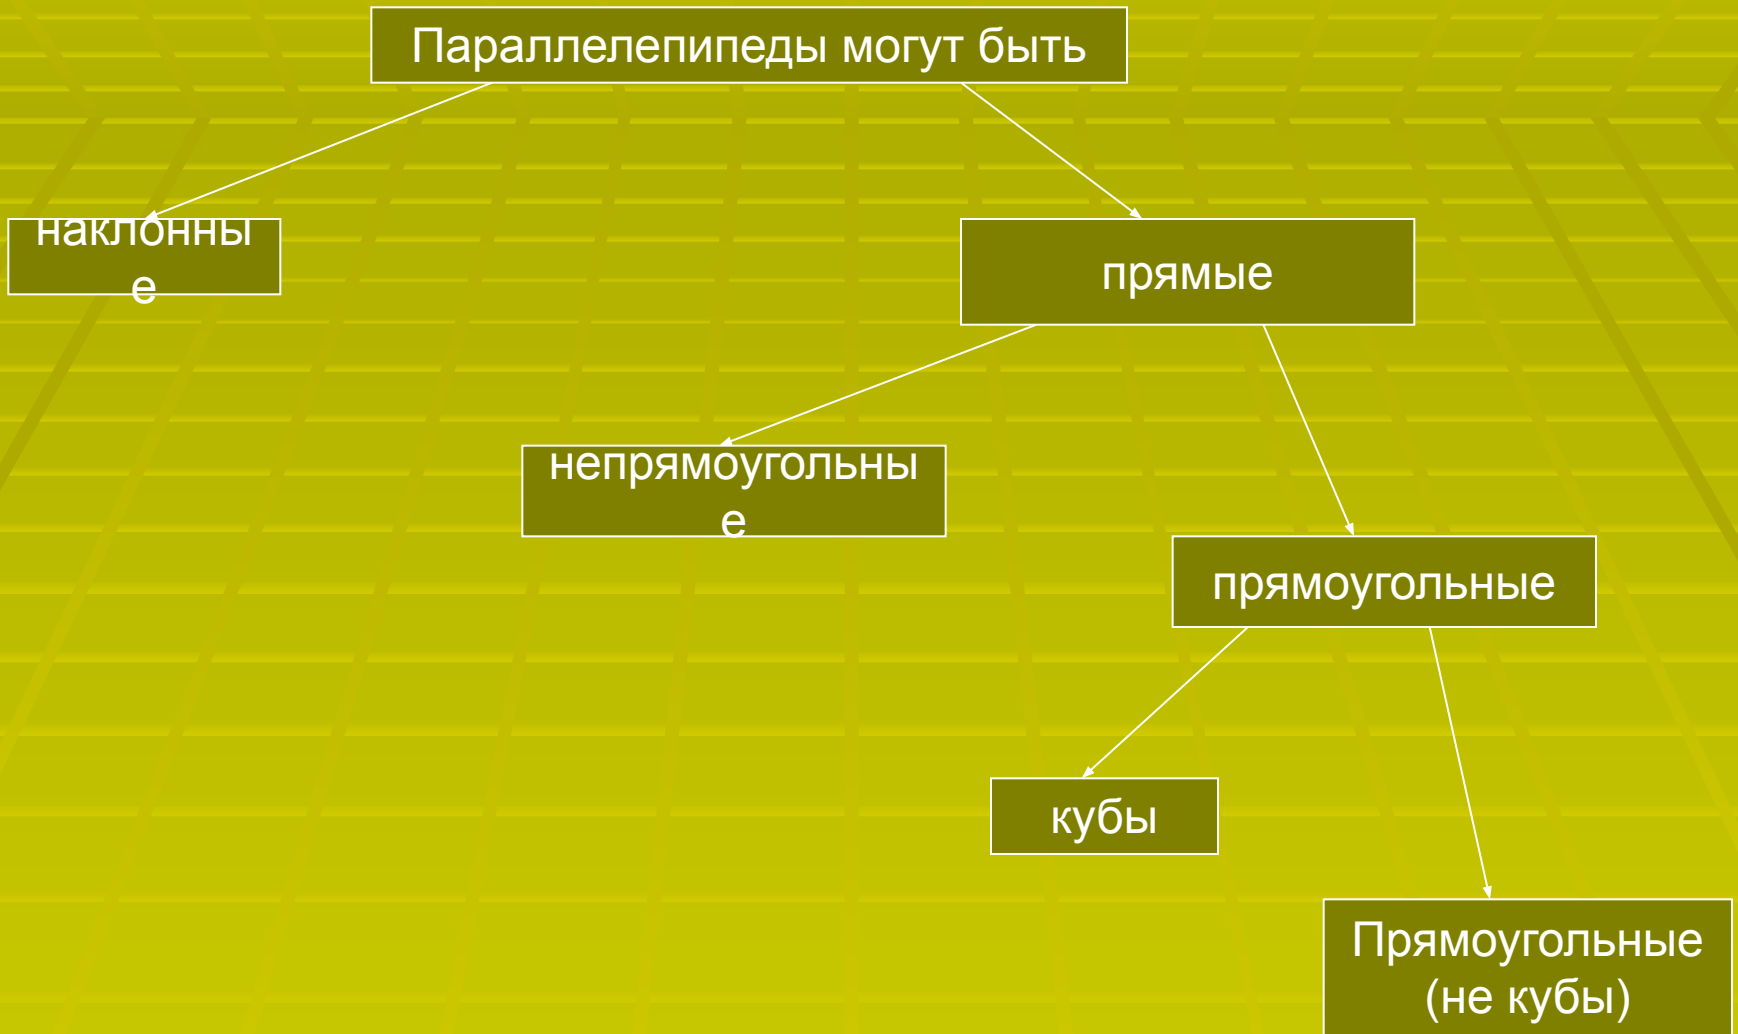 Параллелепипеды могут быть
наклонны
е
прямые
непрямоугольны
е
прямоугольные
кубы
Прямоугольные
(не кубы)